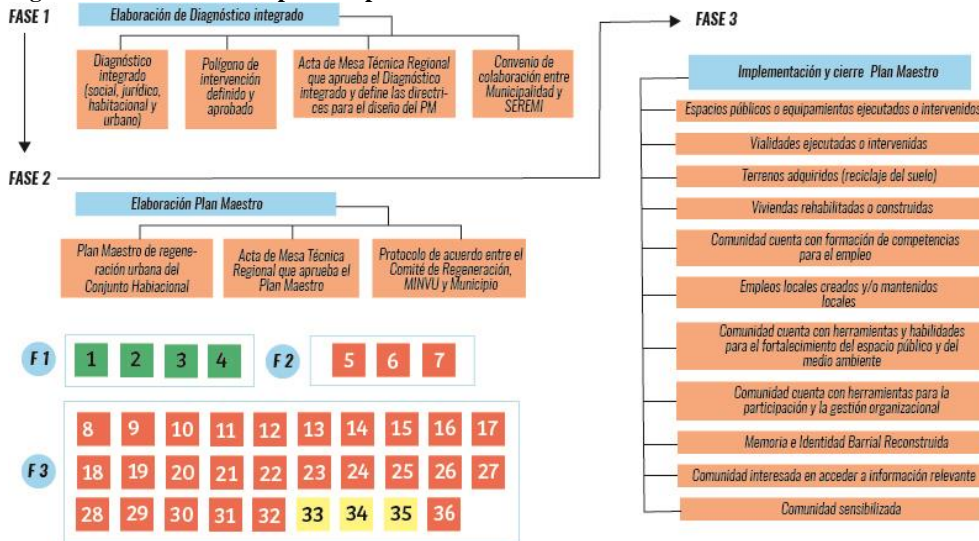 FASE 1
Elaboración de Diagnóstico integrado
Diagnóstico
integrado
(social, jurídico,
habitacional y
urbano)
Polígono de
intervención
definido y
aprobado
Acta de Mesa Técnica Regional
que aprueba el Diagnóstico
integrado y define las directri-
ces para el diseño del PM
Convenio de
colaboración entre
Municipalidad y
SEREMI
FASE 2
Elaboración Plan Maestro
Plan Maestro de regene-
ración urbana del
Conjunto Habiacional
Acta de Mesa Técnica
Regional que aprueba el
Plan Maestro
Protocolo de acuerdo entre el
Comité de Regeneración,
MINVU y Municipio
FASE 3
Implementación y cierre Plan Maestro
Espacios públicos o equipamientos ejecutados o intervenidos
Vialidades ejecutadas o intervenidas
Terrenos adquiridos (reciclaje del suelo)
Viviendas rehabilitadas o construidas
Comunidad cuenta con formación de competencias
para el empleo
Empleos locales creados y/o mantenidos
locales
Comunidad cuenta con herramientas y habilidades
para el fortalecimiento del espacio público y del
medio ambiente
Comunidad cuenta con herramientas para la
participación y la gestión organizacional
Memoria e Identidad Barrial Reconstruida
Comunidad interesada en acceder a información relevante
Comunidad sensibilizada
F 1 1 2 3 4 F 2 5 6 7
8 9 10 11 12 13 14 15 16 17
F 3 18 19 20 21 22 23 24 25 26 27
28 29 30 31 32 33 34 35 36